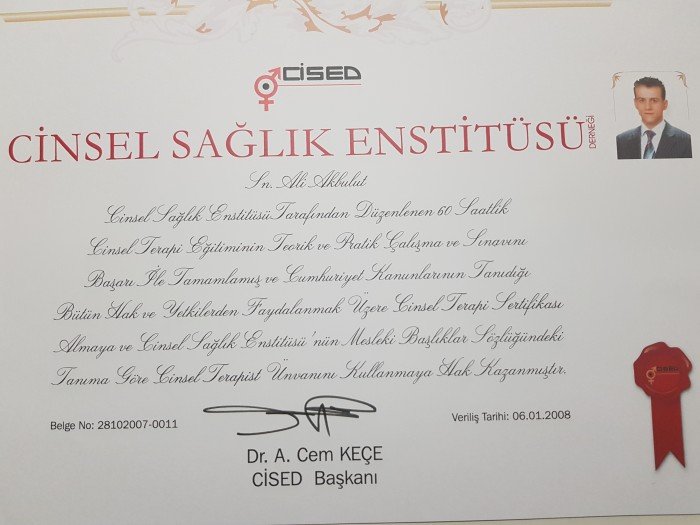 CİSED
CİNSEL SAĞLIK ENSTİTÜSÜ DERNEĞİ
Sn. Ali Akbulut
Cinsel Sağlık Enstitüsü Tarafından Düzenlenen 60 Saatlik
Cinsel Terapi Eğitiminin Teorik ve Pratik Çalışma ve Sınavını
Başarı İle Tamamlamış ve Cumhuriyet Kanunlarının Tanıdığı
Bütün Hak ve Yetkilerden Faydalanmak Üzere Cinsel Terapi Sertifikası
Almaya ve Cinsel Sağlık Enstitüsü'nün Mesleki Başlıklar Sözlüğündeki
Tanıma Göre Cinsel Terapist Ünvanını Kullanmaya Hak Kazanmıştır.
CİSED
Belge No: 28102007-0011
Veriliş Tarihi: 06.01.2008
Dr. A. Cem KEÇE
CİSED Başkanı